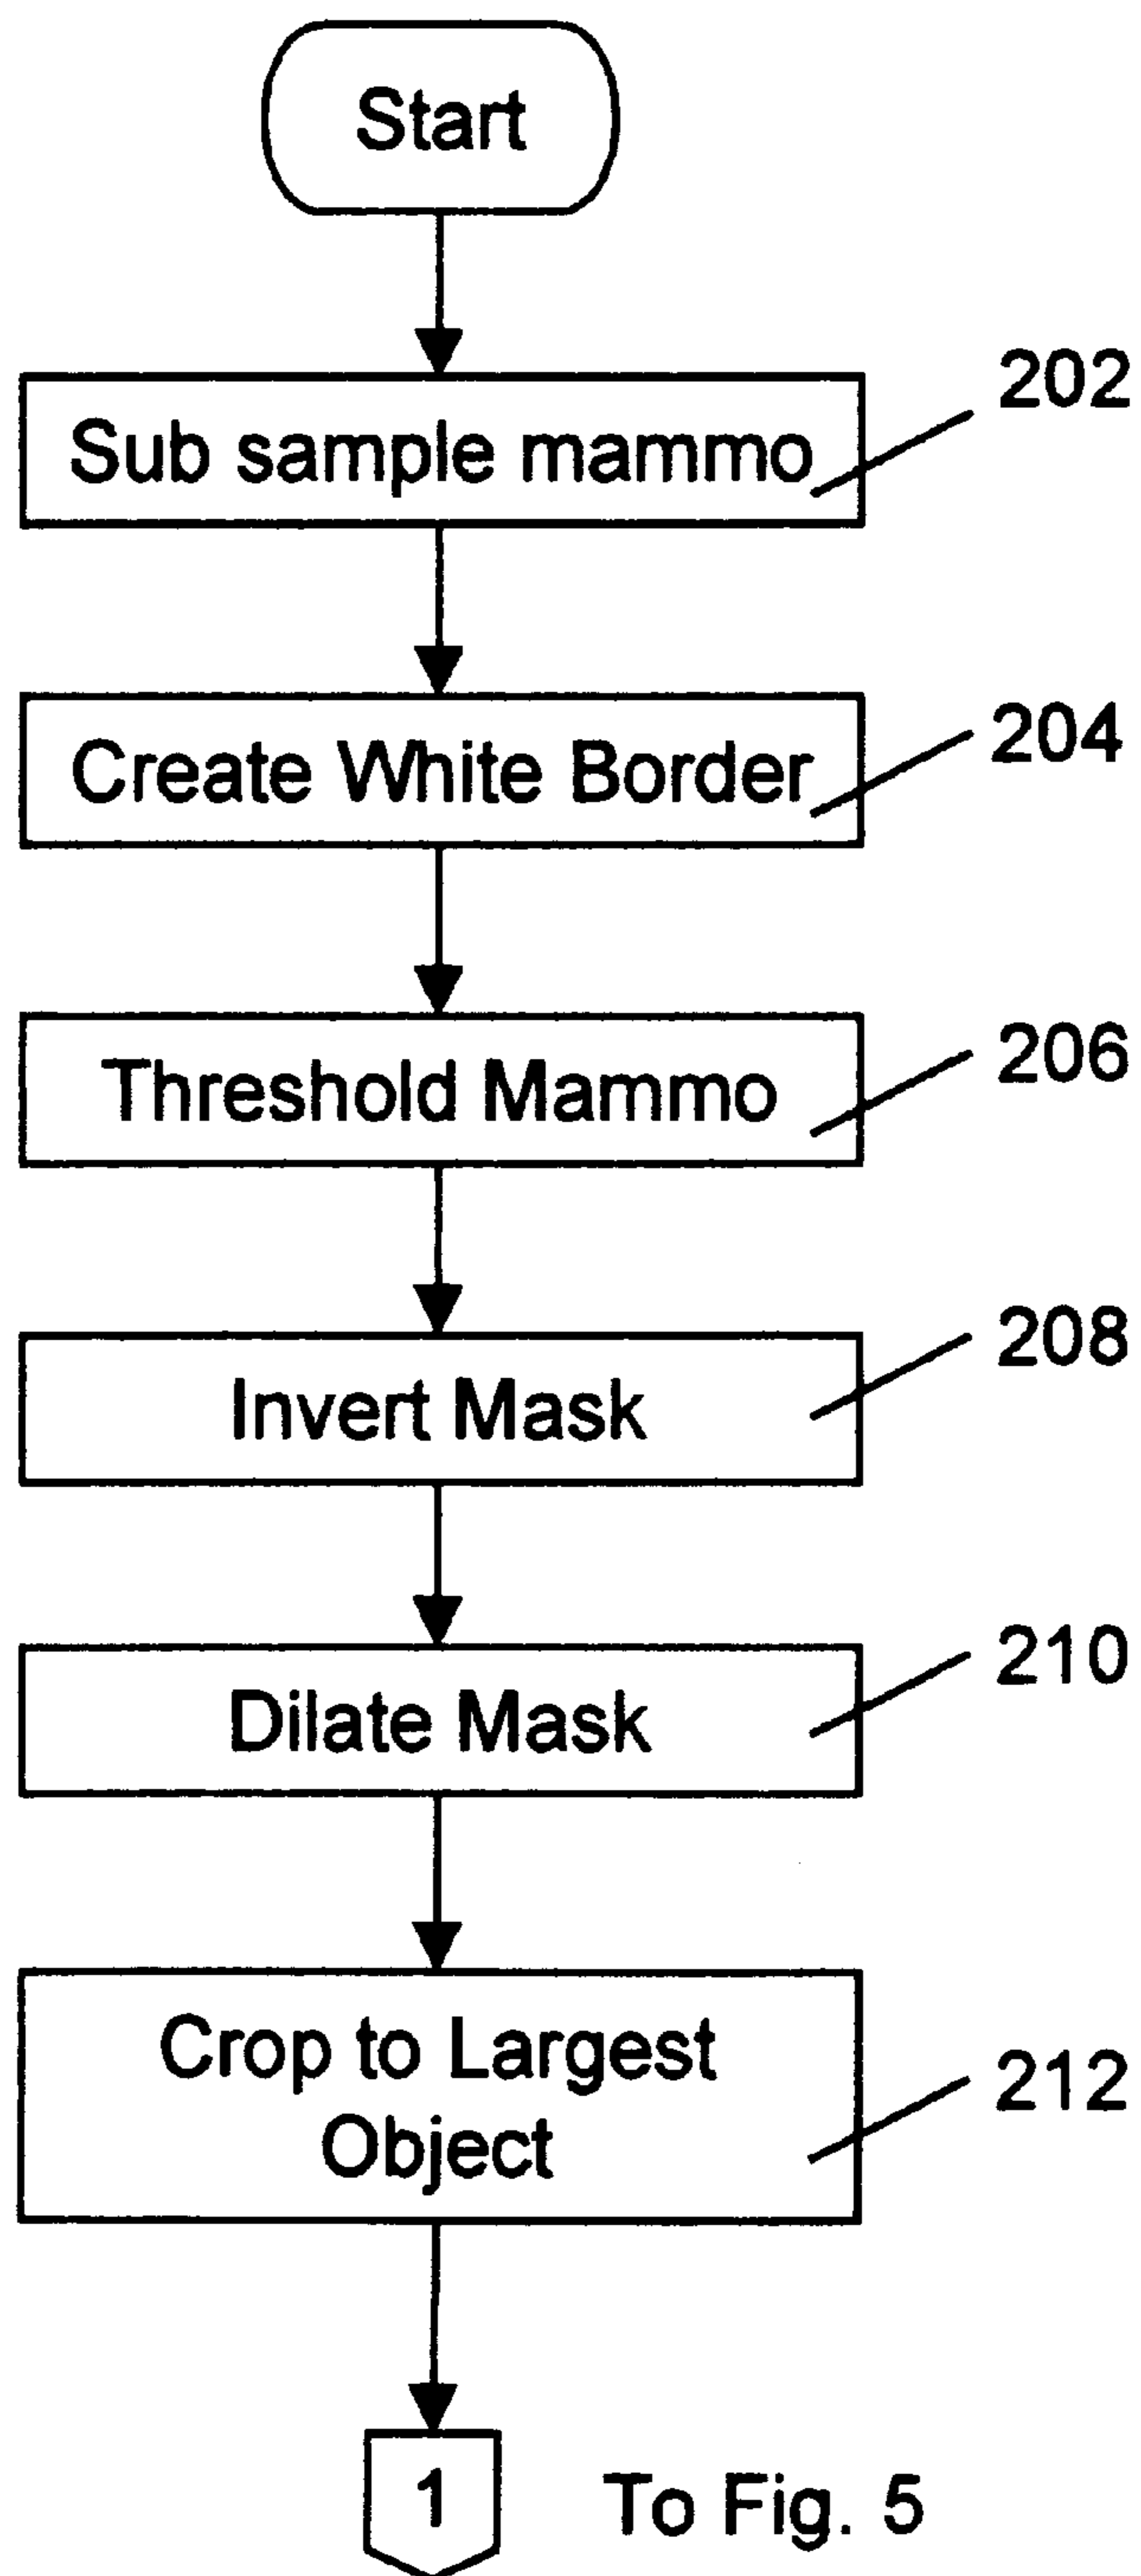 Start
202
Sub sample mammo
204
Create White Border
206
Threshold Mammo
208
Invert Mask
210
Dilate Mask
Crop to Largest
212
Object
1
To Fig. 5